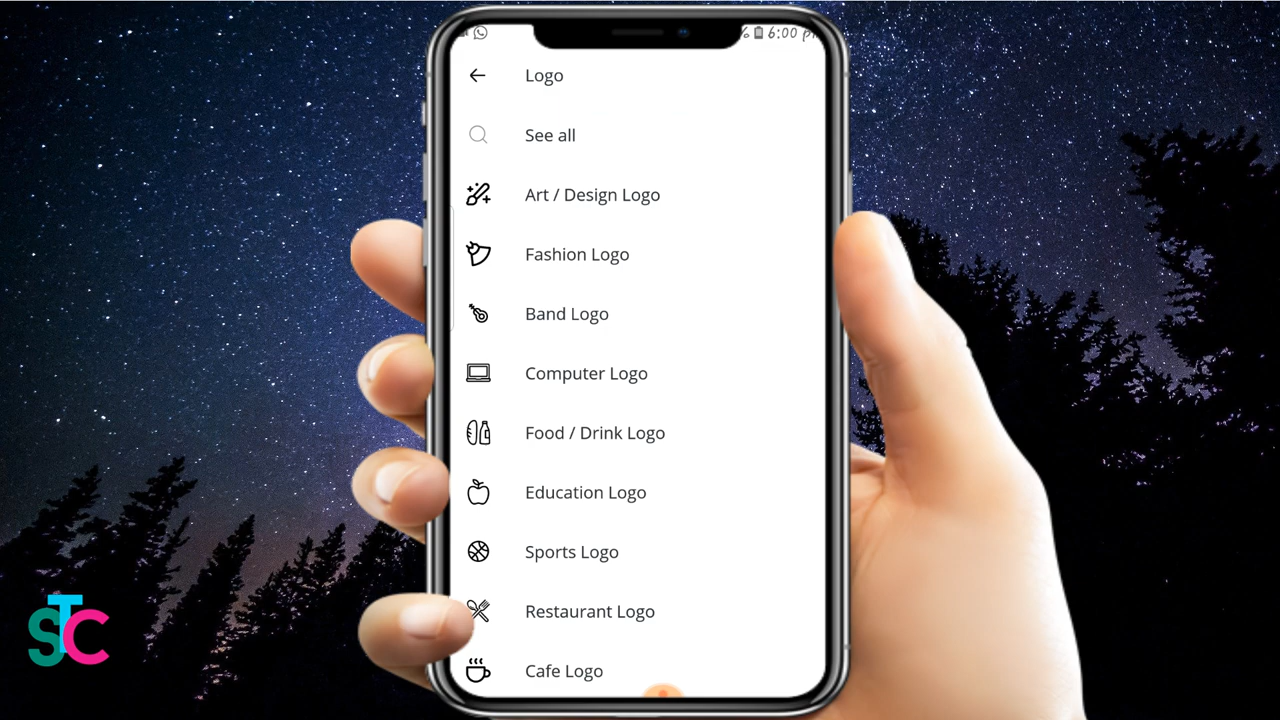 6:00
Logo
See all
Art / Design Logo
Fashion Logo
Band Logo
Computer Logo
Food / Drink Logo
Education Logo
Sports Logo
Restaurant Logo
Cafe Logo
STC